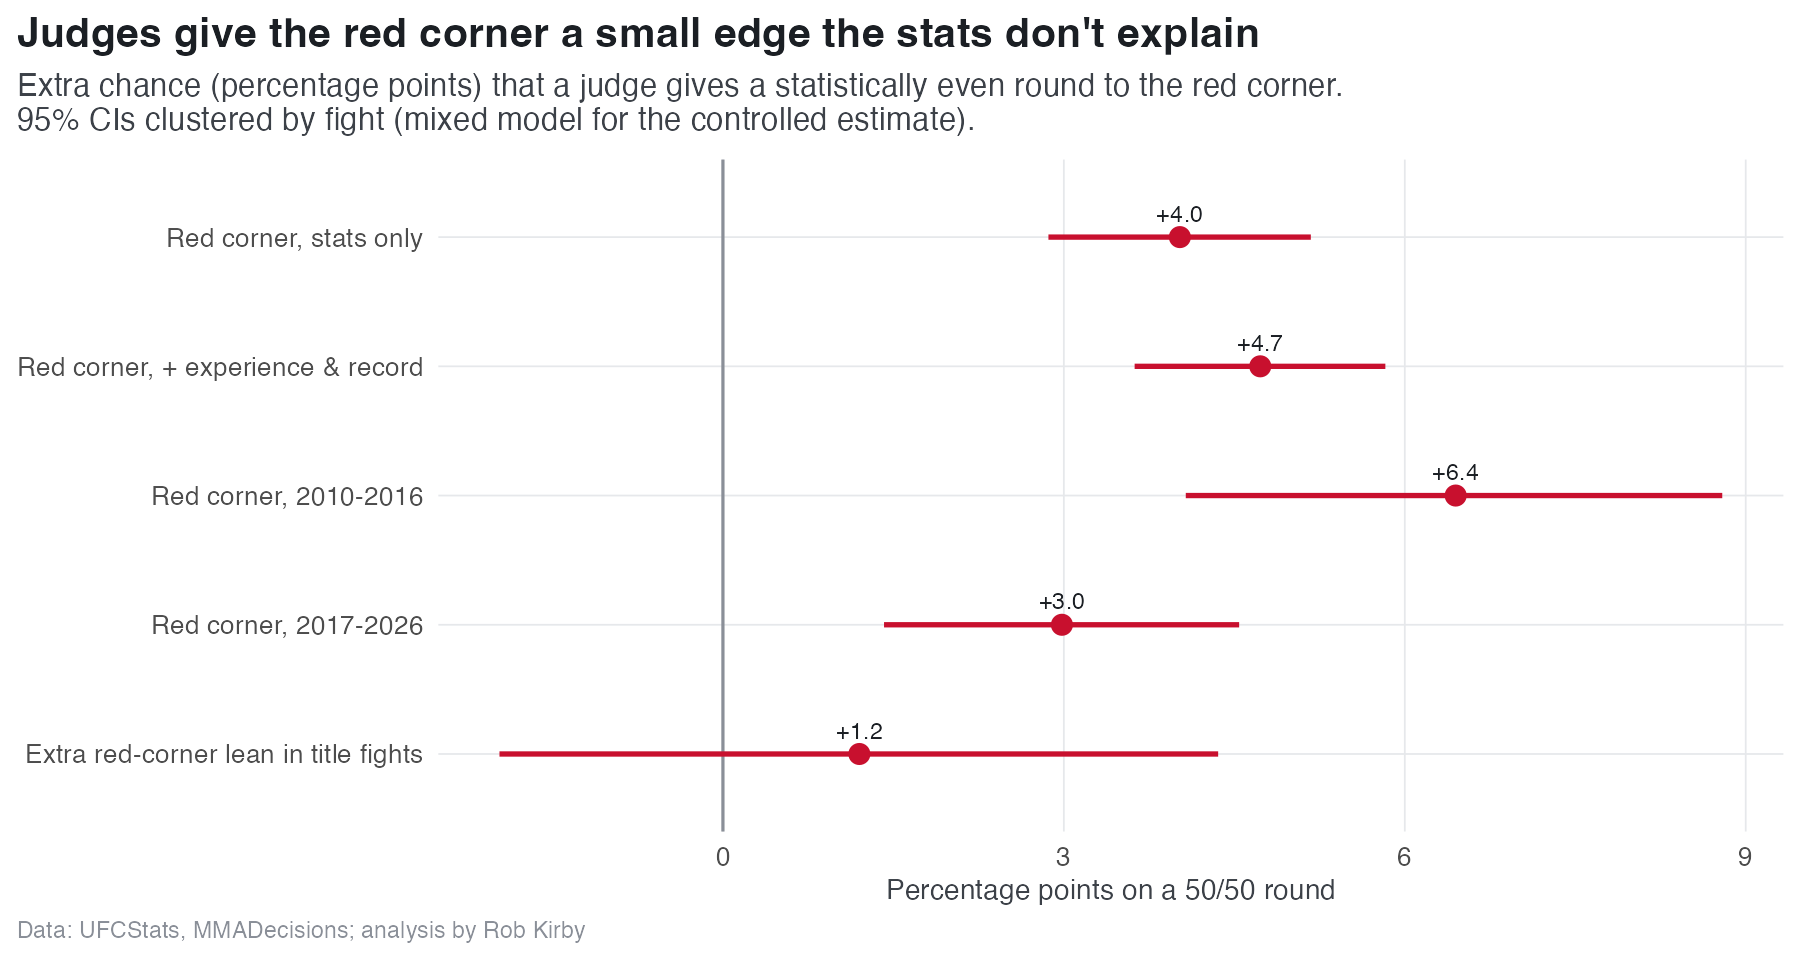 Judges give the red corner a small edge the stats don't explain
Extra chance (percentage points) that a judge gives a statistically even round to the red corner.
95% CIs clustered by fight (mixed model for the controlled estimate).
Red corner, stats only
+4.0
Red corner, + experience & record
+4.7
Red corner, 2010-2016
+6.4
Red corner, 2017-2026
+3.0
Extra red-corner lean in title fights
+1.2
0 3 6 9
Percentage points on a 50/50 round
Data: UFCStats, MMADecisions; analysis by Rob Kirby